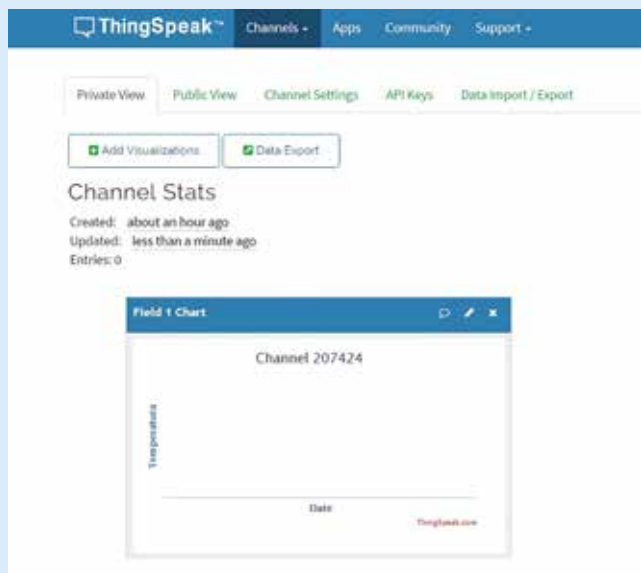 ThingSpeak™ Channels Apps Community Support
Private View Public View Channel Settings API Keys Data Import / Export
Add Visualizations Data Export
Channel Stats
Created: about an hour ago
Updated: less than a minute ago
Entries: 0
Field 1 Chart
Channel 207424
Temperatura
Date
ThingSpeak.com